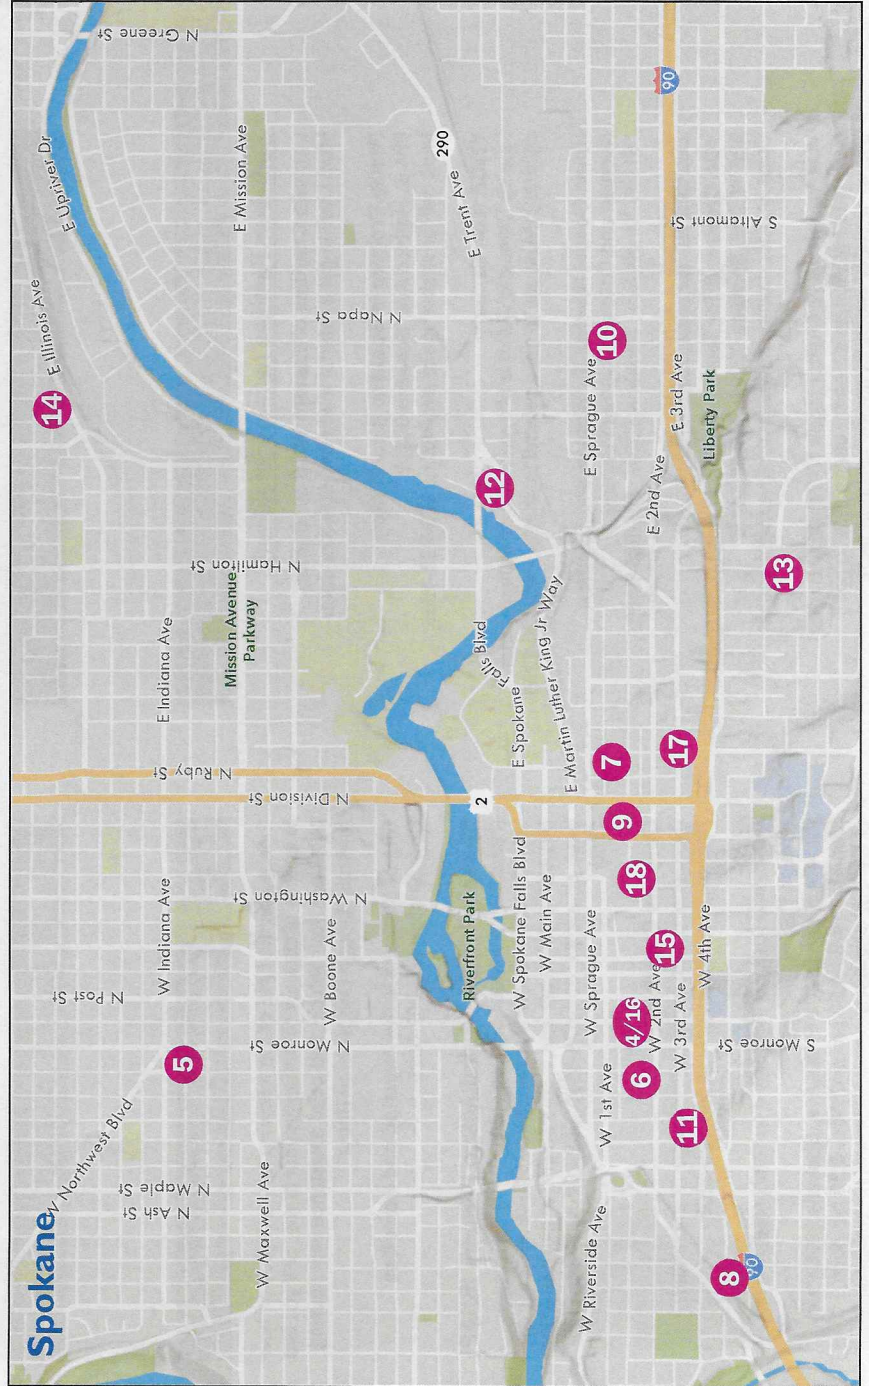 Spokane
W Northwest Blvd
N Ash St
N Maple St
W Maxwell Ave
5
N Monroe St
N Post St
W Indiana Ave
W Boone Ave
N Washington St
N Division St
N Ruby St
E Indiana Ave
Mission Avenue
Parkway
N Hamilton St
14
E Illinois Ave
E Upriver Dr
E Mission Ave
N Greene St
290
E Trent Ave
N Napa St
12
Riverfront Park
2
E Spokane
Falls Blvd
E Martin Luther King Jr Way
W Spokane Falls Blvd
W Main Ave
W Sprague Ave
W Riverside Ave
W 1st Ave
6
4/16
W 2nd Ave
15
W 3rd Ave
W 4th Ave
18
9
7
17
11
8
90
S Monroe St
E Sprague Ave
10
E 2nd Ave
E 3rd Ave
Liberty Park
13
S Altamont St
90